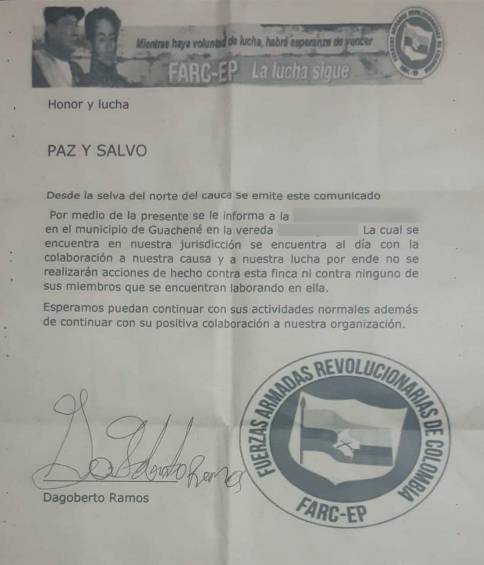 Mientras haya voluntad de lucha, habrá esperanza de vencer
FARC-EP La lucha sigue
FUERZAS ARMADAS REVOLUCIONARIAS DE COLOMBIA
Honor y lucha
PAZ Y SALVO
Desde la selva del norte del cauca se emite este comunicado
Por medio de la presente se le informa a la
en el municipio de Guachené en la vereda La cual se
encuentra en nuestra jurisdicción se encuentra al día con la
colaboración a nuestra causa y a nuestra lucha por ende no se
realizarán acciones de hecho contra esta finca ni contra ninguno de
sus miembros que se encuentran laborando en ella.
Esperamos puedan continuar con sus actividades normales además
de continuar con su positiva colaboración a nuestra organización.
Dagoberto Ramos
FUERZAS ARMADAS REVOLUCIONARIAS DE COLOMBIA
FARC-EP